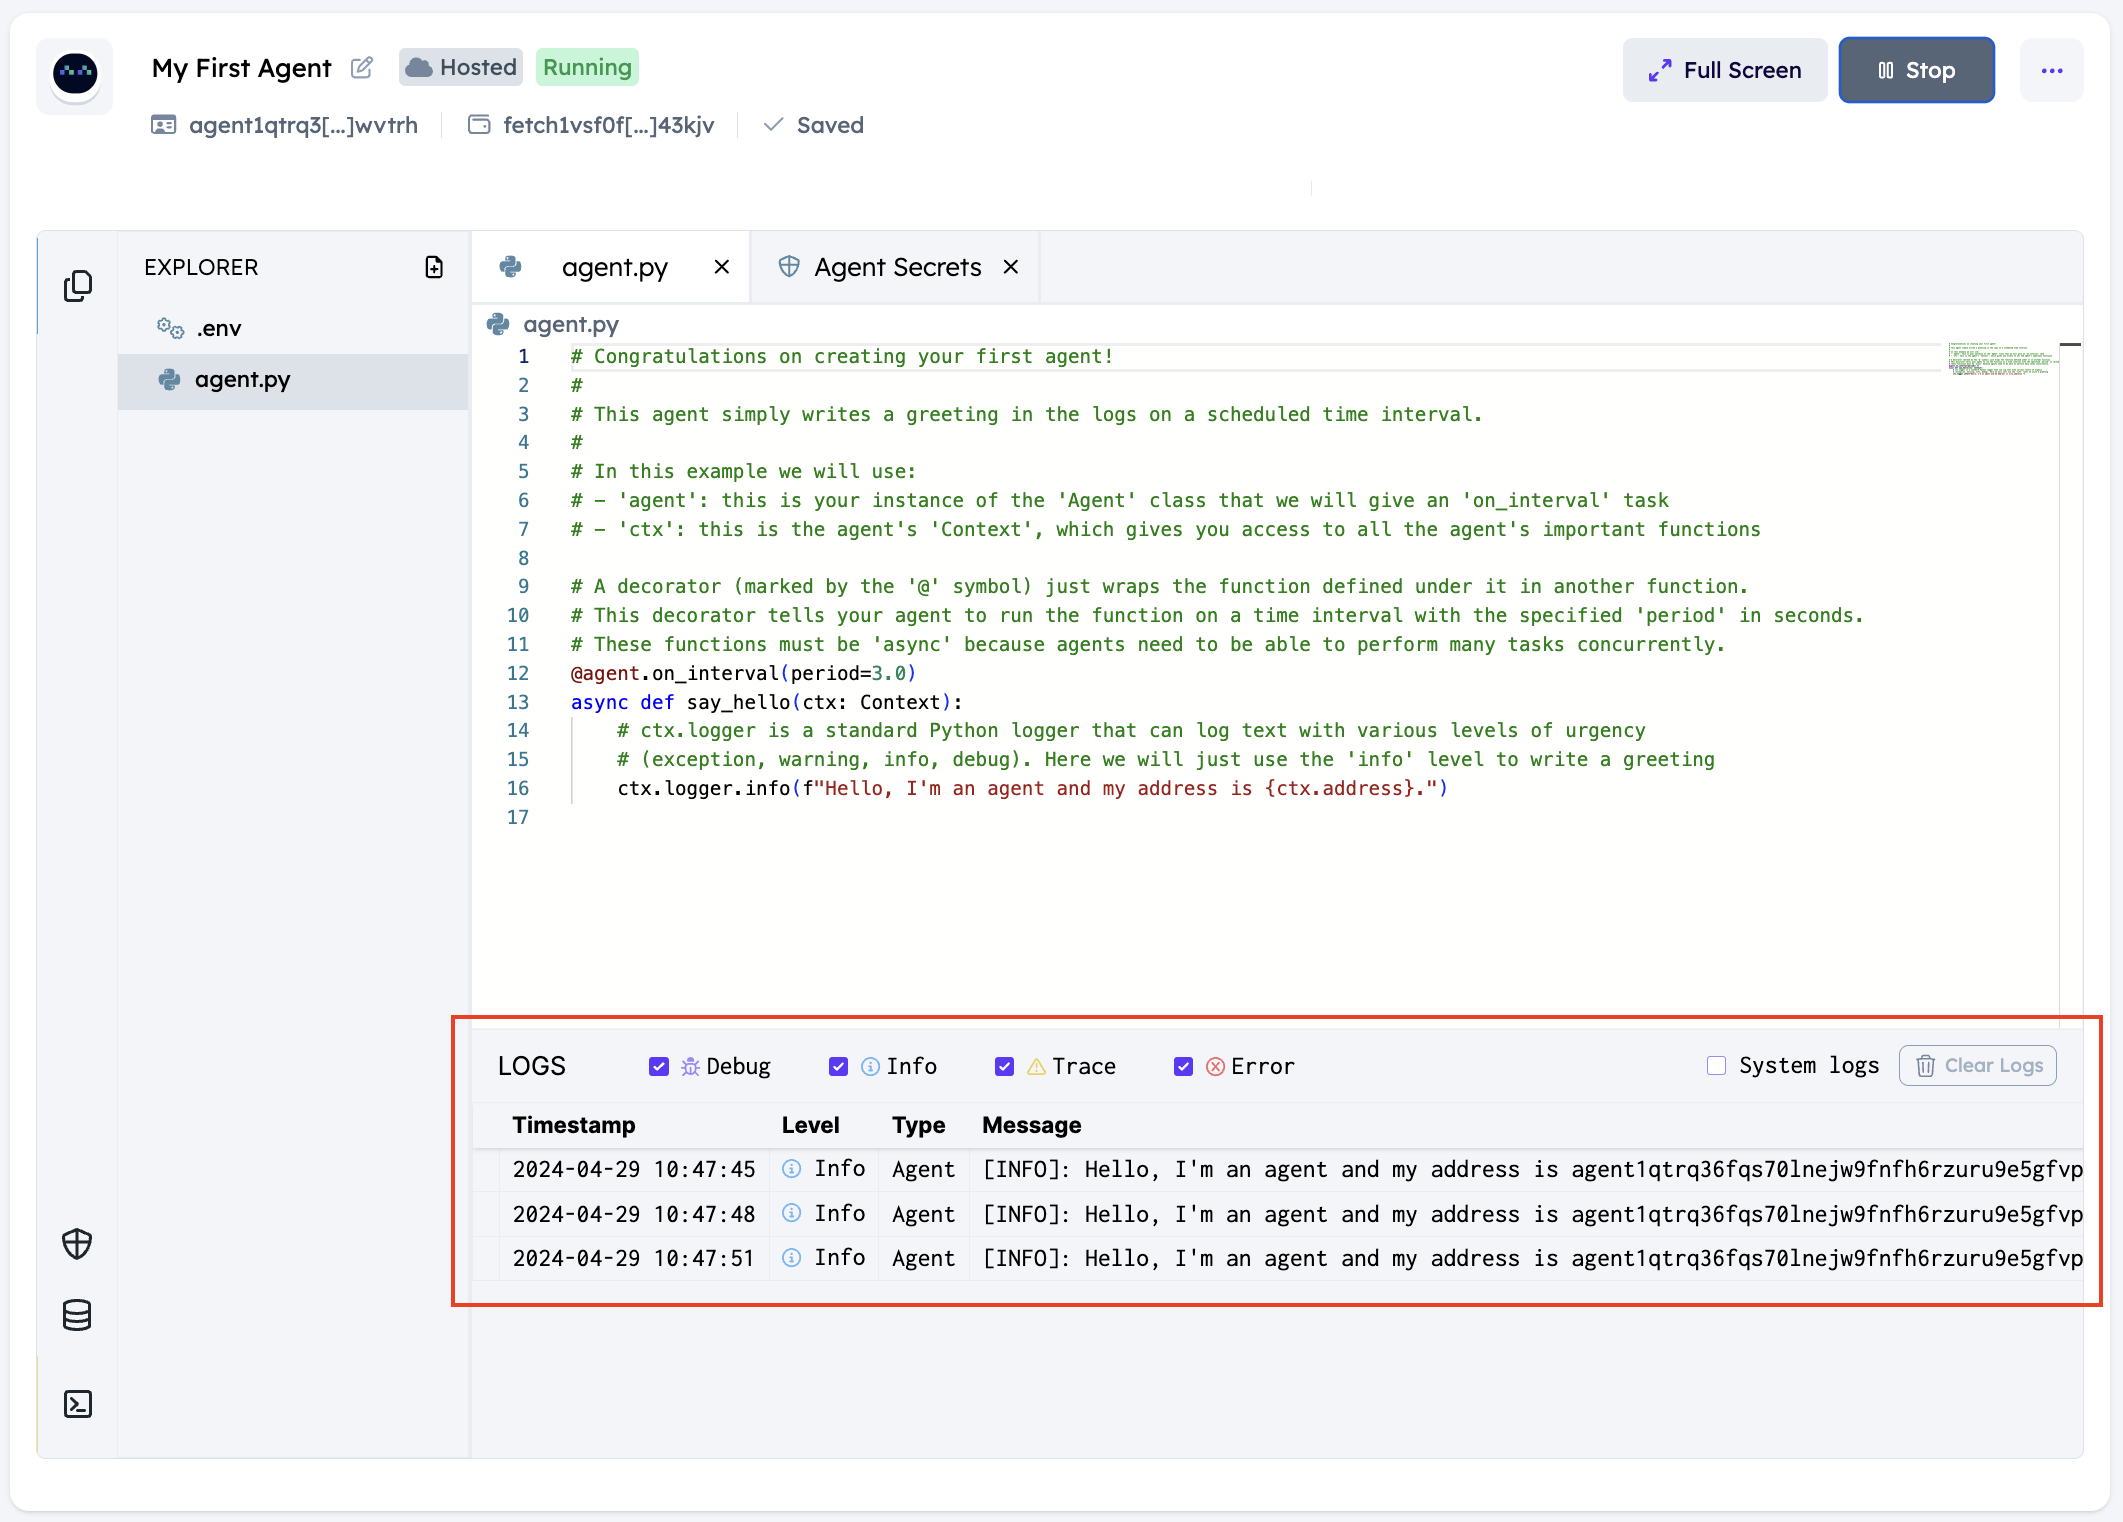 My First Agent Hosted Running Full Screen Stop
agent1qtrq3[...]wvtrh fetch1vsf0f[...]43kjv Saved
EXPLORER
.env
agent.py
agent.py Agent Secrets
agent.py
1 # Congratulations on creating your first agent!
2 #
3 # This agent simply writes a greeting in the logs on a scheduled time interval.
4 #
5 # In this example we will use:
6 # - 'agent': this is your instance of the 'Agent' class that we will give an 'on_interval' task
7 # - 'ctx': this is the agent's 'Context', which gives you access to all the agent's important functions
8
9 # A decorator (marked by the '@' symbol) just wraps the function defined under it in another function.
10 # This decorator tells your agent to run the function on a time interval with the specified 'period' in seconds.
11 # These functions must be 'async' because agents need to be able to perform many tasks concurrently.
12 @agent.on_interval(period=3.0)
13 async def say_hello(ctx: Context):
14     # ctx.logger is a standard Python logger that can log text with various levels of urgency
15     # (exception, warning, info, debug). Here we will just use the 'info' level to write a greeting
16     ctx.logger.info(f"Hello, I'm an agent and my address is {ctx.address}.")
17
LOGS Debug Info Trace Error System logs Clear Logs
Timestamp Level Type Message
2024-04-29 10:47:45 Info Agent [INFO]: Hello, I'm an agent and my address is agent1qtrq36fqs70lnejw9fnfh6rzuru9e5gfvp
2024-04-29 10:47:48 Info Agent [INFO]: Hello, I'm an agent and my address is agent1qtrq36fqs70lnejw9fnfh6rzuru9e5gfvp
2024-04-29 10:47:51 Info Agent [INFO]: Hello, I'm an agent and my address is agent1qtrq36fqs70lnejw9fnfh6rzuru9e5gfvp